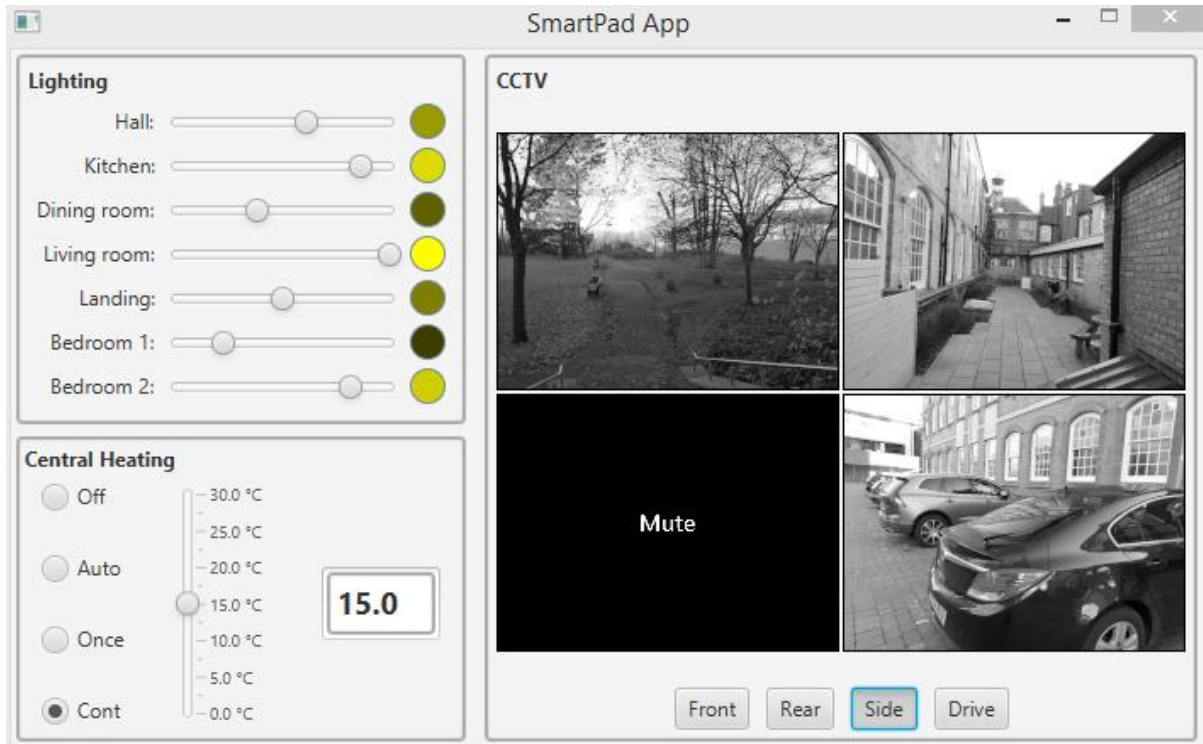 SmartPad App
Lighting
Hall:
Kitchen:
Dining room:
Living room:
Landing:
Bedroom 1:
Bedroom 2:
Central Heating
Off
Auto
Once
Cont
30.0 °C
25.0 °C
20.0 °C
15.0 °C
10.0 °C
5.0 °C
0.0 °C
15.0
CCTV
Mute
Front Rear Side Drive